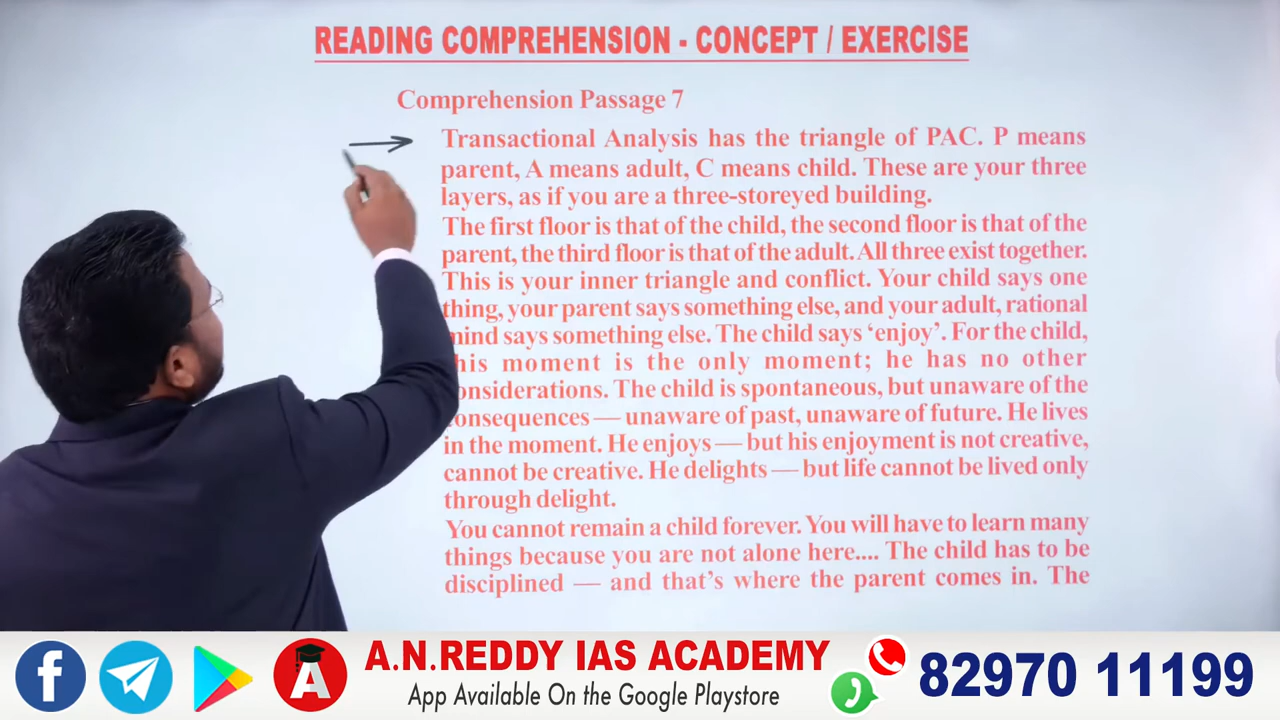 READING COMPREHENSION - CONCEPT / EXERCISE
Comprehension Passage 7
Transactional Analysis has the triangle of PAC. P means
parent, A means adult, C means child. These are your three
layers, as if you are a three-storeyed building.
The first floor is that of the child, the second floor is that of the
parent, the third floor is that of the adult. All three exist together.
This is your inner triangle and conflict. Your child says one
thing, your parent says something else, and your adult, rational
mind says something else. The child says ‘enjoy’. For the child,
this moment is the only moment; he has no other
considerations. The child is spontaneous, but unaware of the
consequences — unaware of past, unaware of future. He lives
in the moment. He enjoys — but his enjoyment is not creative,
cannot be creative. He delights — but life cannot be lived only
through delight.
You cannot remain a child forever. You will have to learn many
things because you are not alone here.... The child has to be
disciplined — and that’s where the parent comes in. The
A.N.REDDY IAS ACADEMY
App Available On the Google Playstore
82970 11199